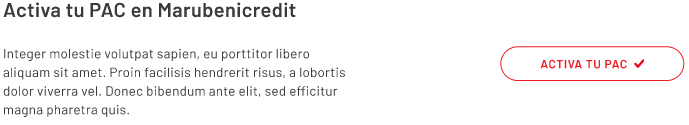 Activa tu PAC en Marubenicredit
Integer molestie volutpat sapien, eu porttitor libero
aliquam sit amet. Proin facilisis hendrerit risus, a lobortis
dolor viverra vel. Donec bibendum ante elit, sed efficitur
magna pharetra quis.
ACTIVA TU PAC